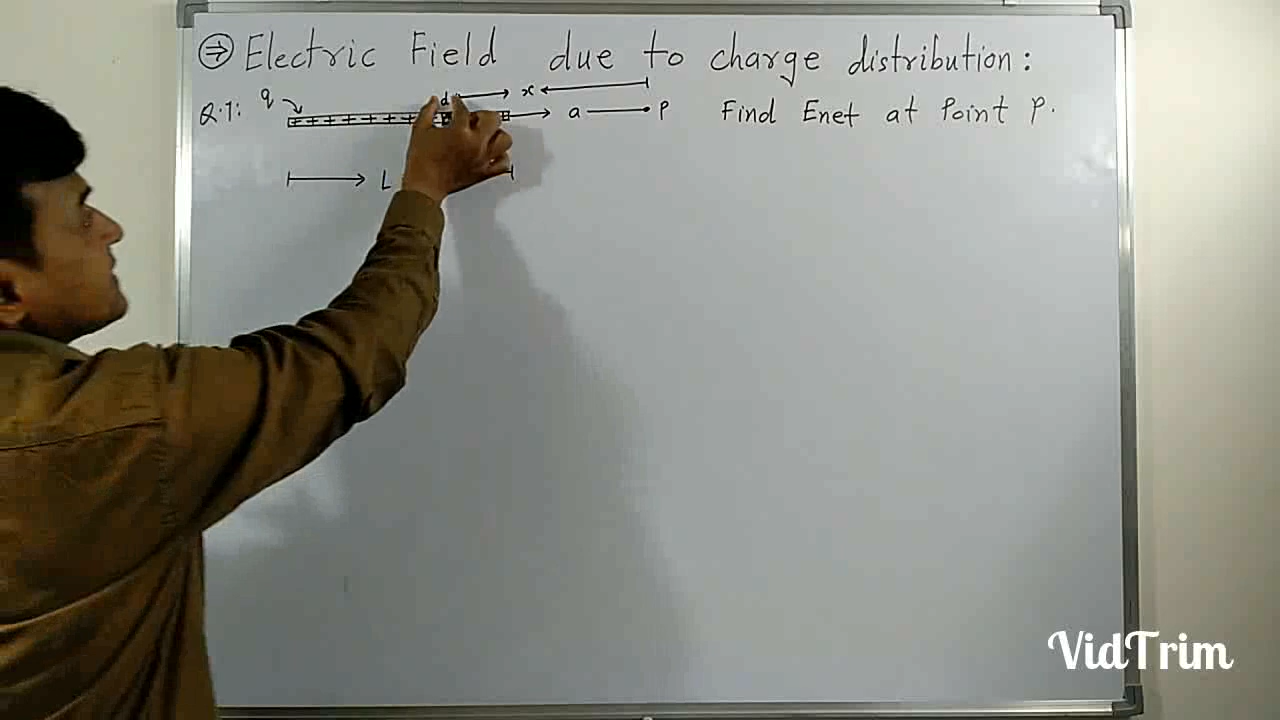 ⇒ Electric Field due to charge distribution:
q x
Q.1: + + + + + + + + a P Find Enet at Point P.
L
VidTrim